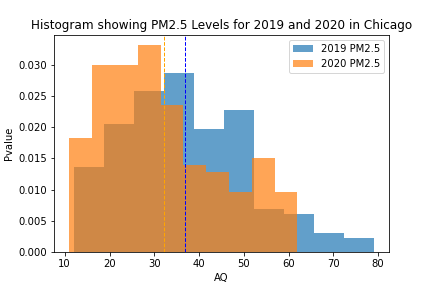 Histogram showing PM2.5 Levels for 2019 and 2020 in Chicago
2019 PM2.5
2020 PM2.5
Pvalue
0.030
0.025
0.020
0.015
0.010
0.005
0.000
10 20 30 40 50 60 70 80
AQ